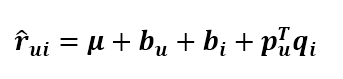 r̂ᵤᵢ = μ + bᵤ + bᵢ + pᵤᵀqᵢ